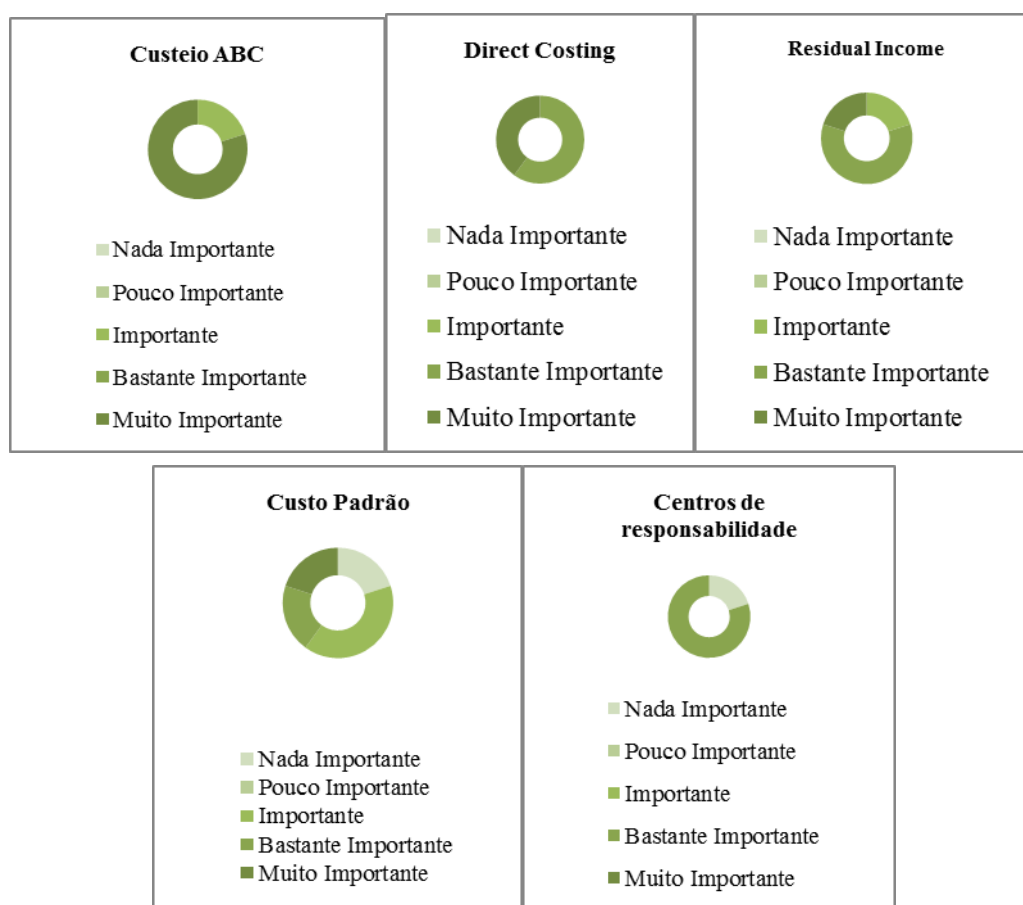 Custeio ABC
Nada Importante
Pouco Importante
Importante
Bastante Importante
Muito Importante
Direct Costing
Nada Importante
Pouco Importante
Importante
Bastante Importante
Muito Importante
Residual Income
Nada Importante
Pouco Importante
Importante
Bastante Importante
Muito Importante
Custo Padrão
Nada Importante
Pouco Importante
Importante
Bastante Importante
Muito Importante
Centros de
responsabilidade
Nada Importante
Pouco Importante
Importante
Bastante Importante
Muito Importante